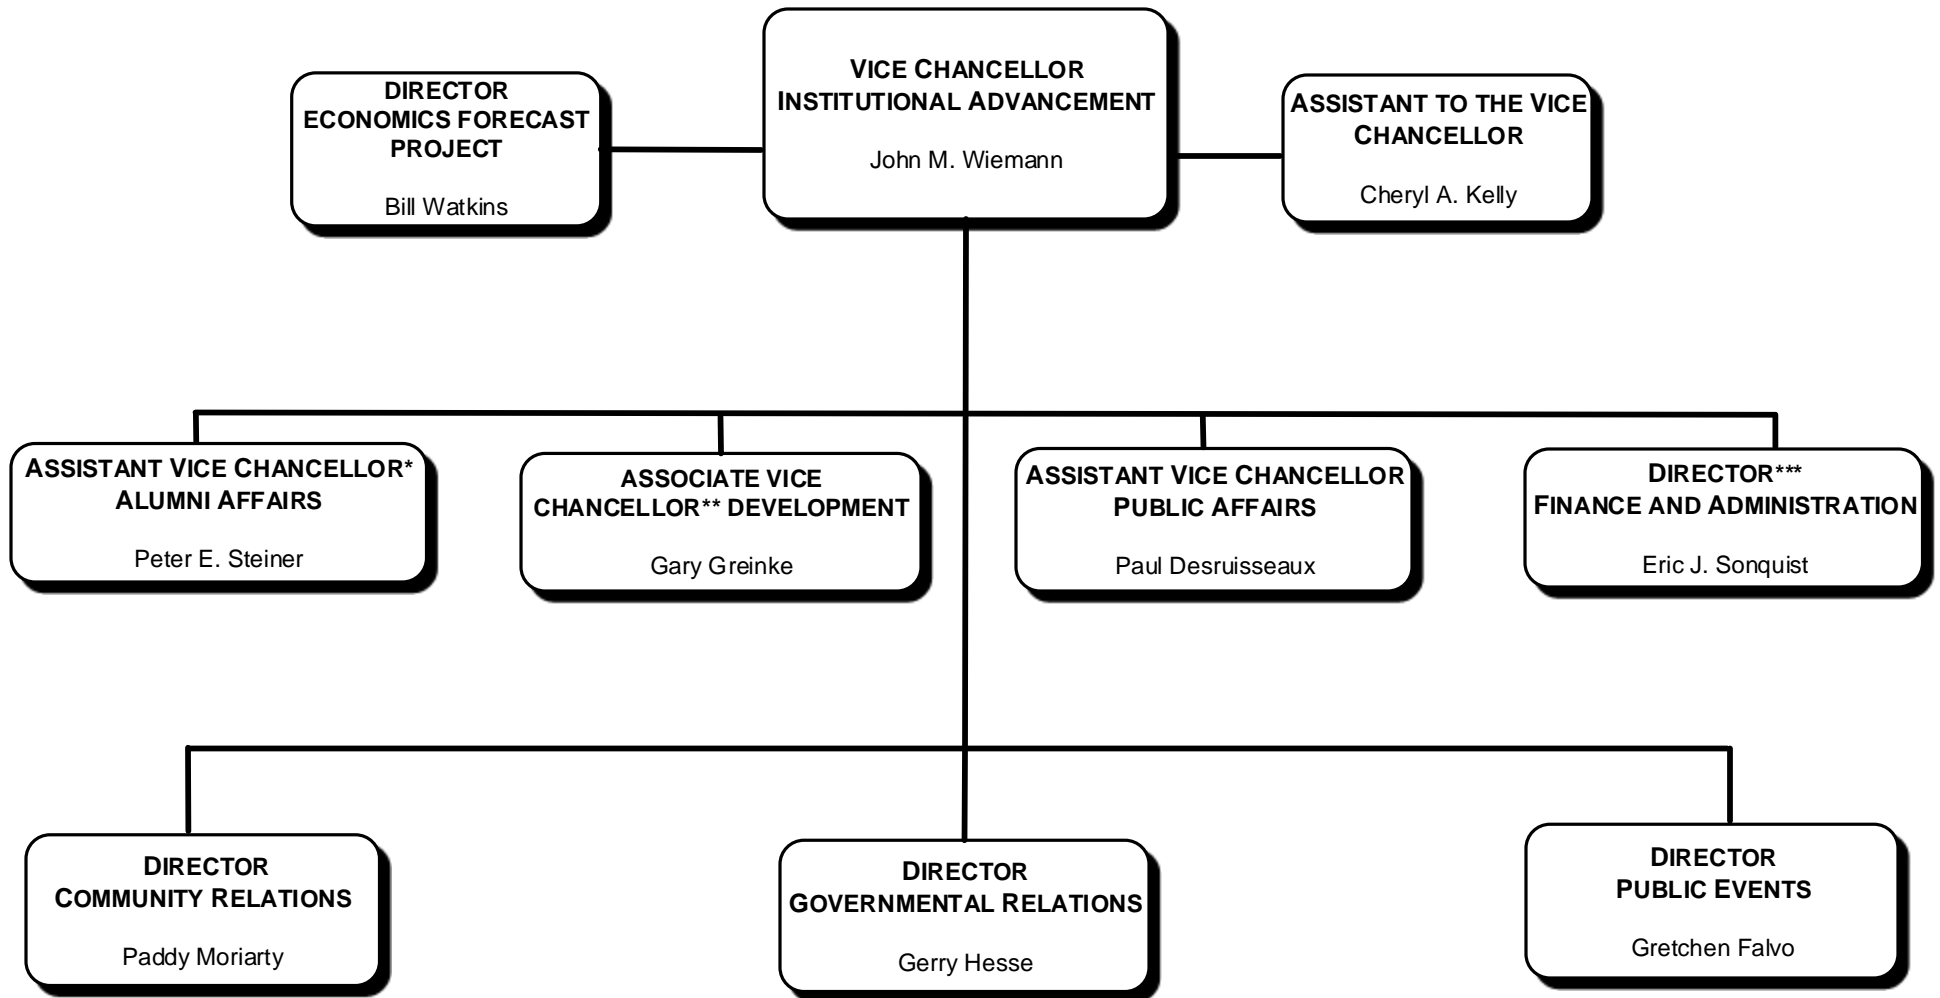 DIRECTOR
ECONOMICS FORECAST
PROJECT
Bill Watkins
VICE CHANCELLOR
INSTITUTIONAL ADVANCEMENT
John M. Wiemann
ASSISTANT TO THE VICE
CHANCELLOR
Cheryl A. Kelly
ASSISTANT VICE CHANCELLOR*
ALUMNI AFFAIRS
Peter E. Steiner
ASSOCIATE VICE
CHANCELLOR** DEVELOPMENT
Gary Greinke
ASSISTANT VICE CHANCELLOR
PUBLIC AFFAIRS
Paul Desruisseaux
DIRECTOR***
FINANCE AND ADMINISTRATION
Eric J. Sonquist
DIRECTOR
COMMUNITY RELATIONS
Paddy Moriarty
DIRECTOR
GOVERNMENTAL RELATIONS
Gerry Hesse
DIRECTOR
PUBLIC EVENTS
Gretchen Falvo